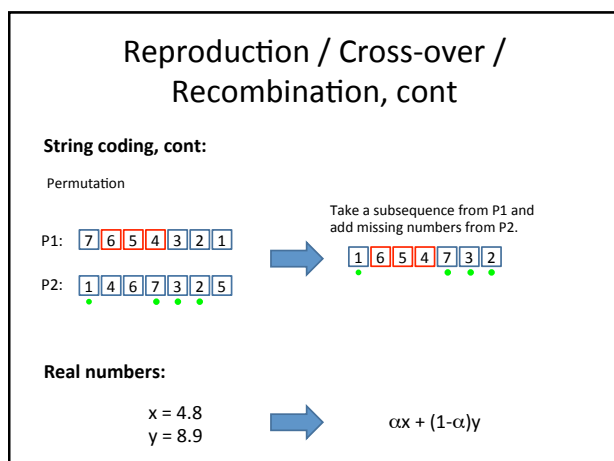 Reproduction / Cross-over /
Recombination, cont
String coding, cont:
Permutation
P1: 7 6 5 4 3 2 1
P2: 1 4 6 7 3 2 5
Take a subsequence from P1 and
add missing numbers from P2.
1 6 5 4 7 3 2
Real numbers:
x = 4.8
y = 8.9
αx + (1-α)y